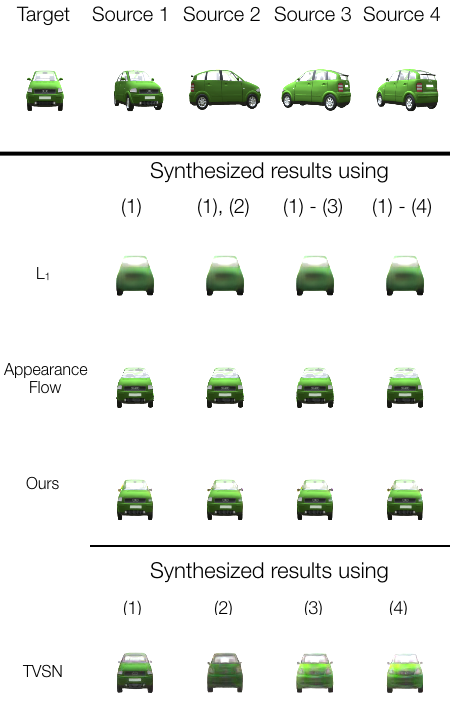 Target Source 1 Source 2 Source 3 Source 4
Synthesized results using
(1) (1), (2) (1) - (3) (1) - (4)
L₁
Appearance
Flow
Ours
Synthesized results using
(1) (2) (3) (4)
TVSN